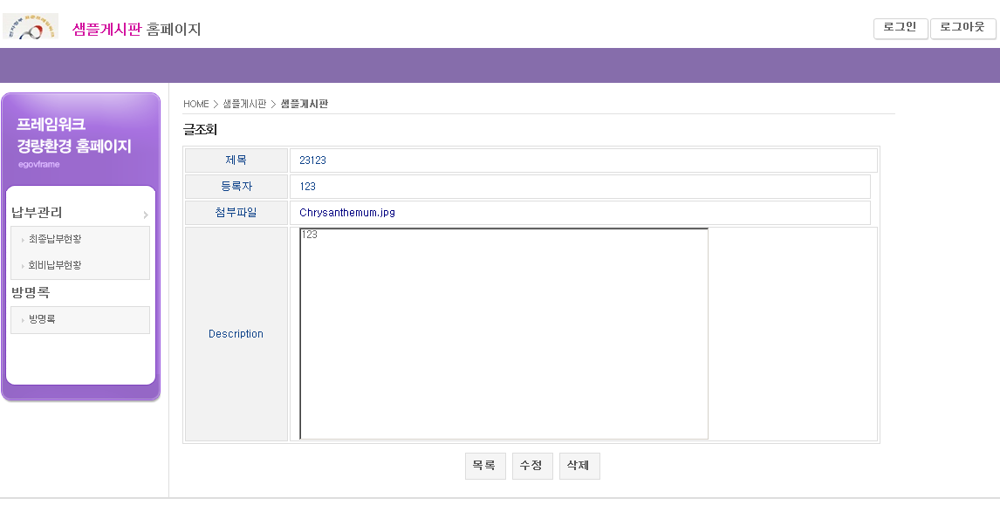 샘플게시판 홈페이지
로그인 로그아웃
프레임워크
경량환경 홈페이지
egovframe
납부관리
최종납부현황
회비납부현황
방명록
방명록
HOME > 샘플게시판 > 샘플게시판
글조회
제목 23123
등록자 123
첨부파일 Chrysanthemum.jpg
Description 123
목록 수정 삭제